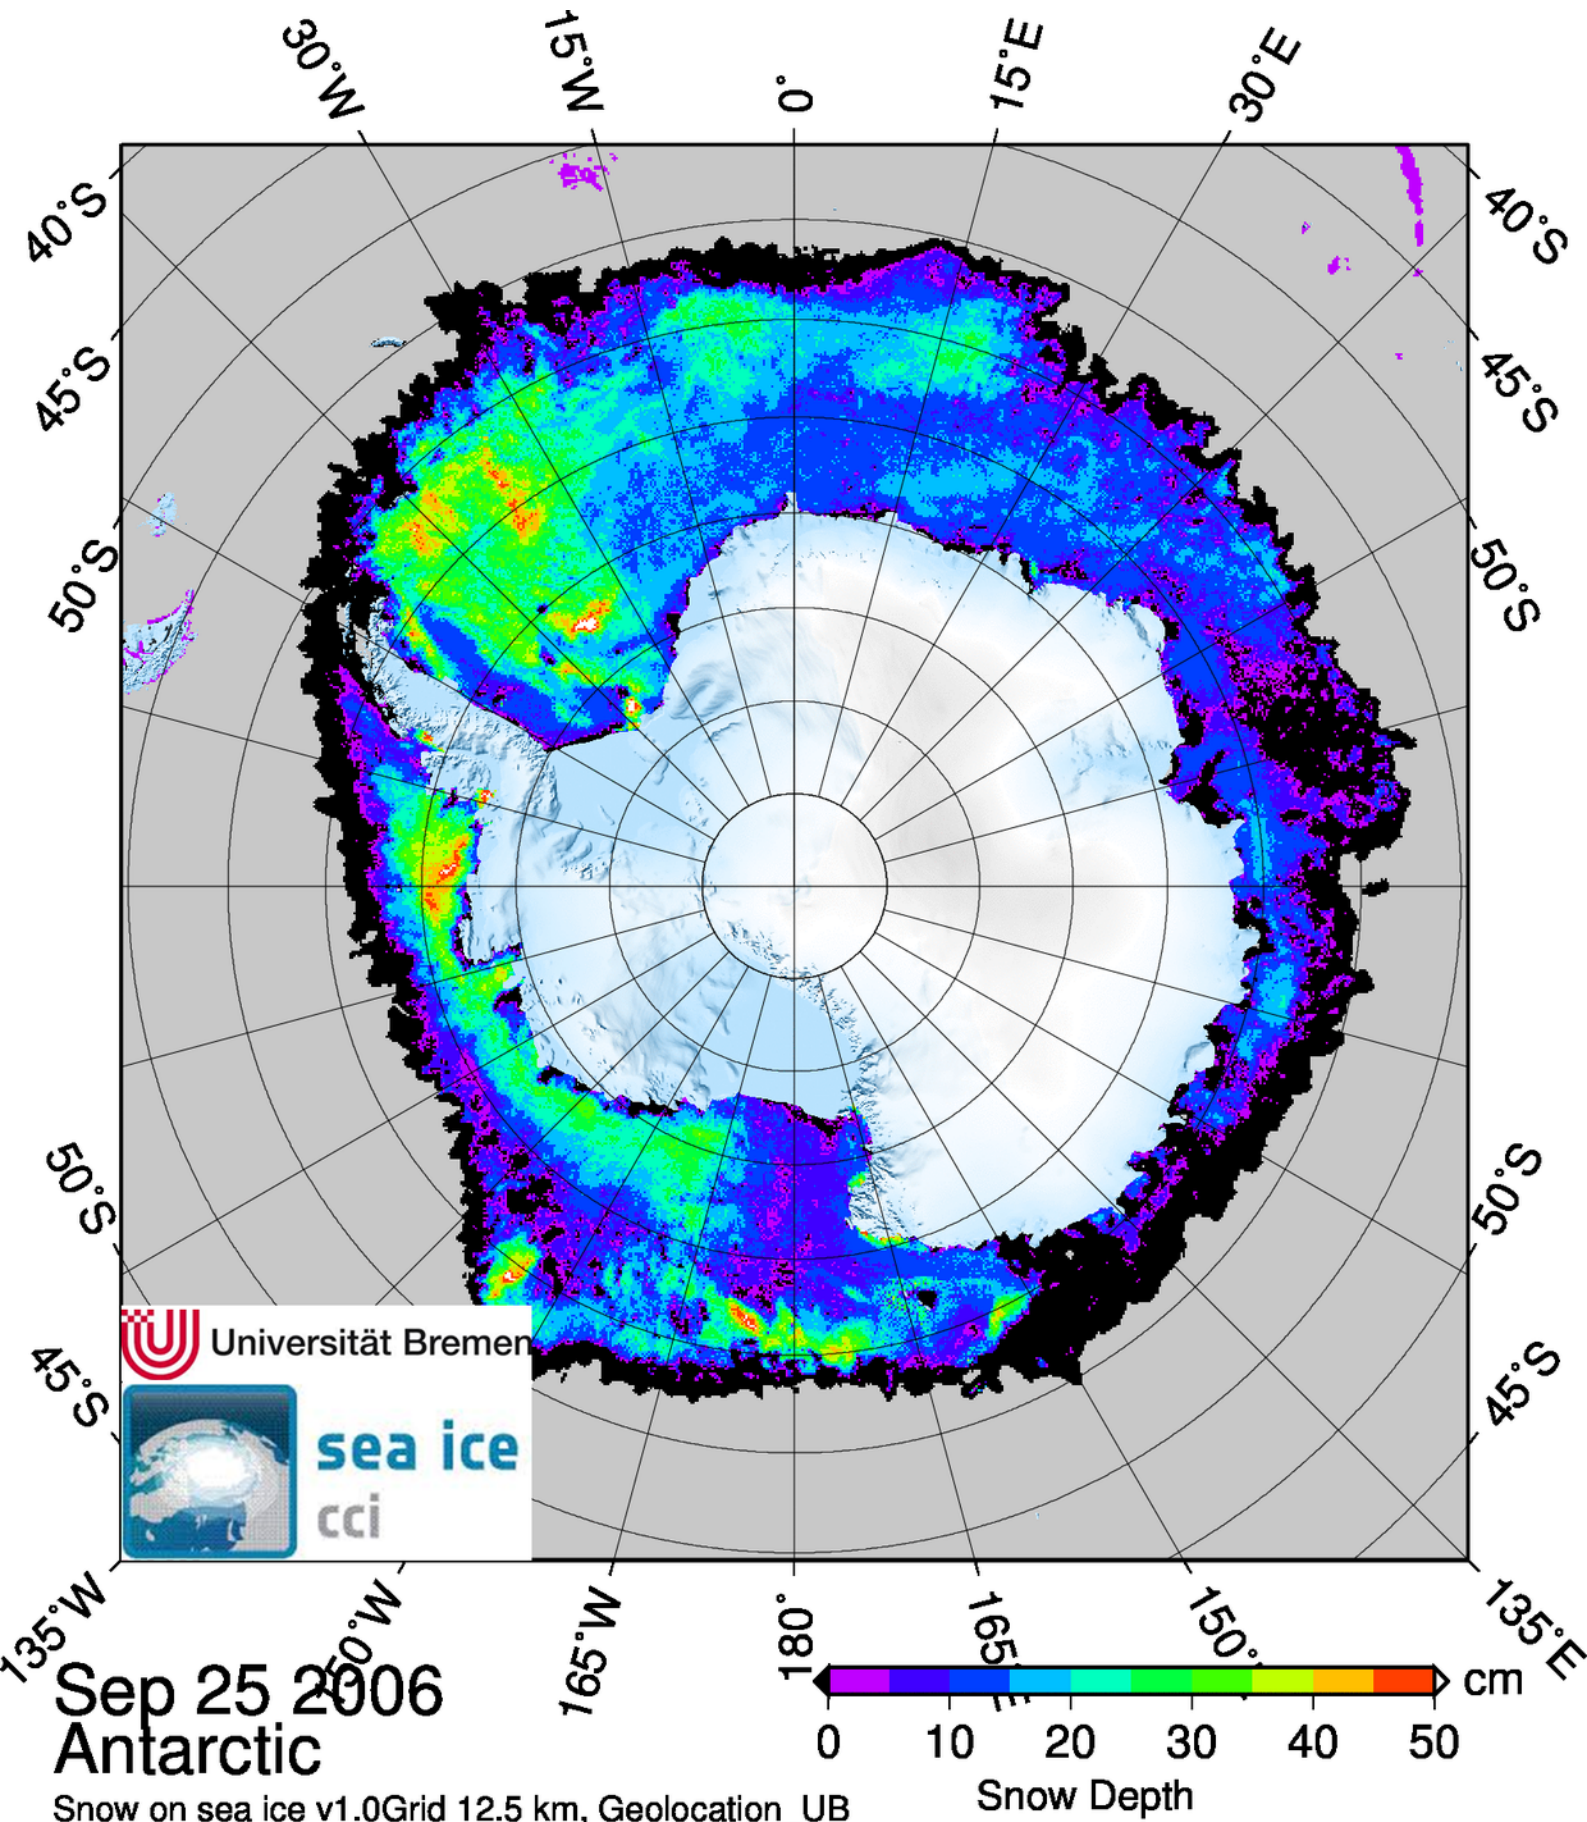 30°W
15°W
0°
15°E
30°E
40°S
40°S
45°S
45°S
50°S
50°S
50°S
50°S
45°S
45°S
Universität Bremen
sea ice
cci
135°W
150°W
165°W
180°
165°E
150°
135°E
Sep 25 2006
Antarctic
Snow on sea ice v1.0Grid 12.5 km, Geolocation UB
cm
0 10 20 30 40 50
Snow Depth